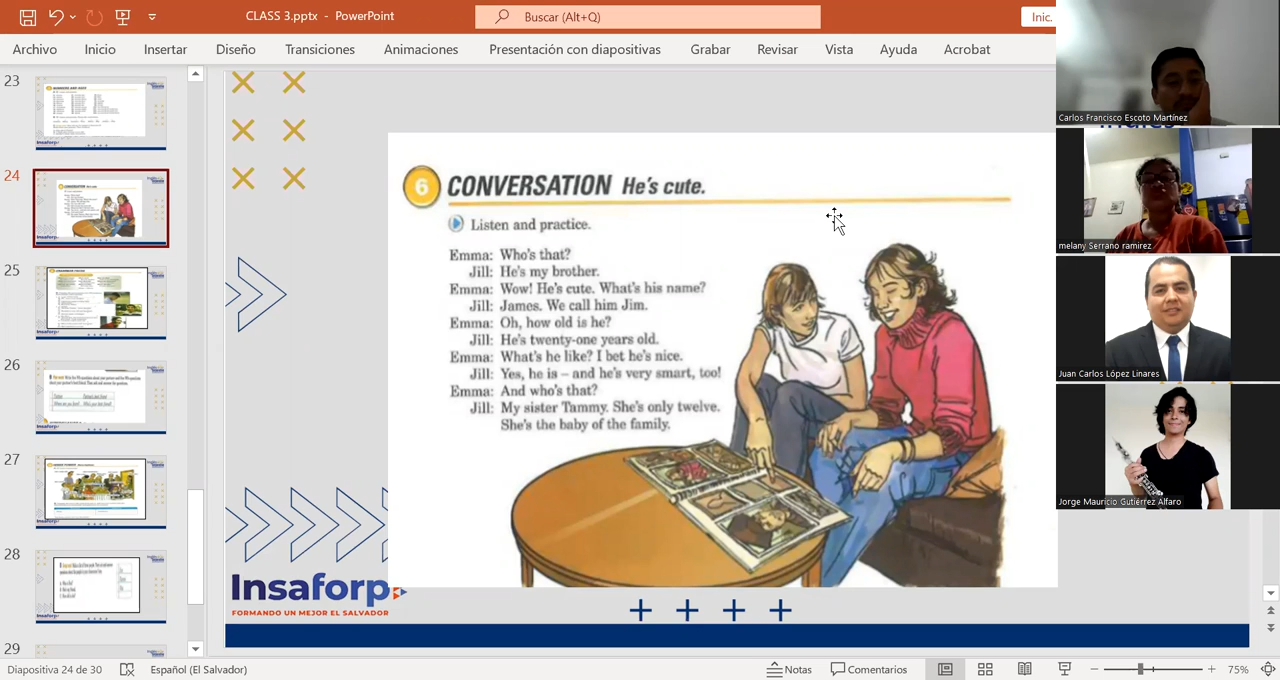 CLASS 3.pptx - PowerPoint
Buscar (Alt+Q)
Inic.
Archivo Inicio Insertar Diseño Transiciones Animaciones Presentación con diapositivas Grabar Revisar Vista Ayuda Acrobat
23
24
25
26
27
28
29
6 CONVERSATION He's cute.
Listen and practice.
Emma: Who's that?
Jill: He's my brother.
Emma: Wow! He's cute. What's his name?
Jill: James. We call him Jim.
Emma: Oh, how old is he?
Jill: He's twenty-one years old.
Emma: What's he like? I bet he's nice.
Jill: Yes, he is – and he's very smart, too!
Emma: And who's that?
Jill: My sister Tammy. She's only twelve.
She's the baby of the family.
Insaforp
FORMANDO UN MEJOR EL SALVADOR
Carlos Francisco Escoto Martínez
melany Serrano ramirez
Juan Carlos López Linares
Jorge Mauricio Gutiérrez Alfaro
Diapositiva 24 de 30 Español (El Salvador) Notas Comentarios 75%